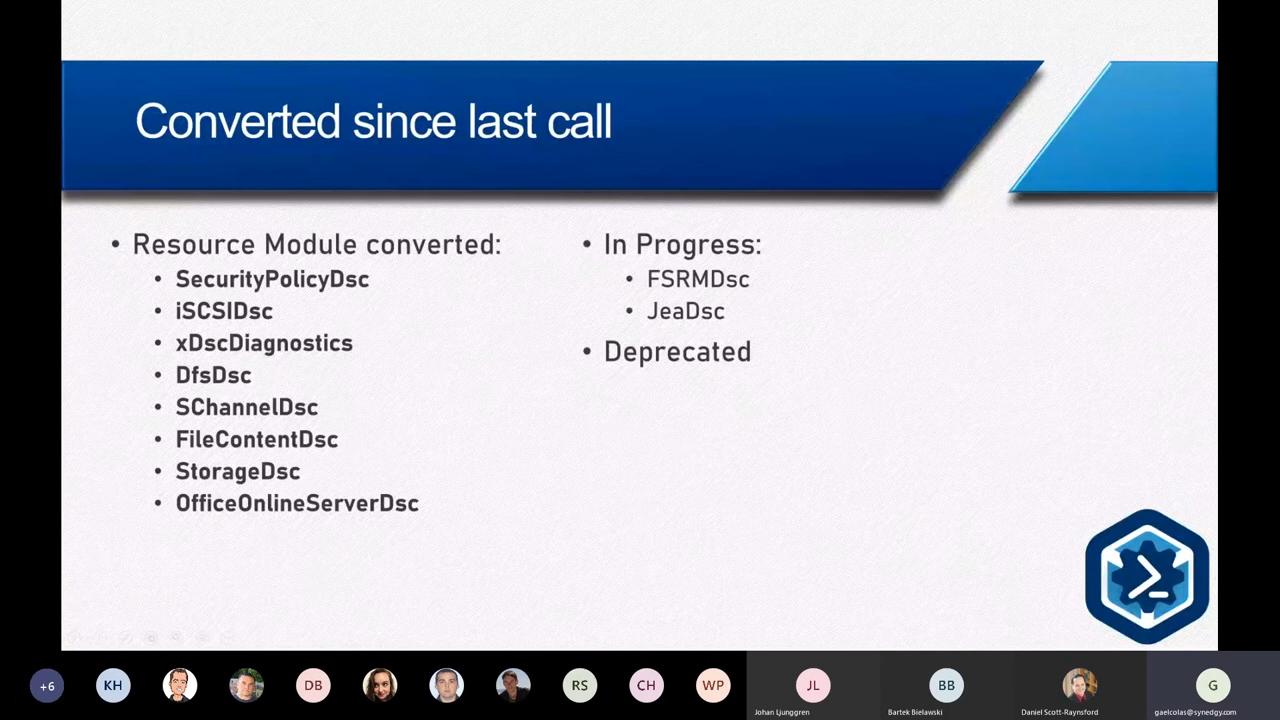 Converted since last call
• Resource Module converted:
• SecurityPolicyDsc
• iSCSIDsc
• xDscDiagnostics
• DfsDsc
• SChannelDsc
• FileContentDsc
• StorageDsc
• OfficeOnlineServerDsc
• In Progress:
• FSRMDsc
• JeaDsc
• Deprecated
+6
KH
DB
RS
CH
WP
JL
BB
G
Johan Ljunggren
Bartek Bielawski
Daniel Scott-Raynsford
gaelcolas@synedgy.com